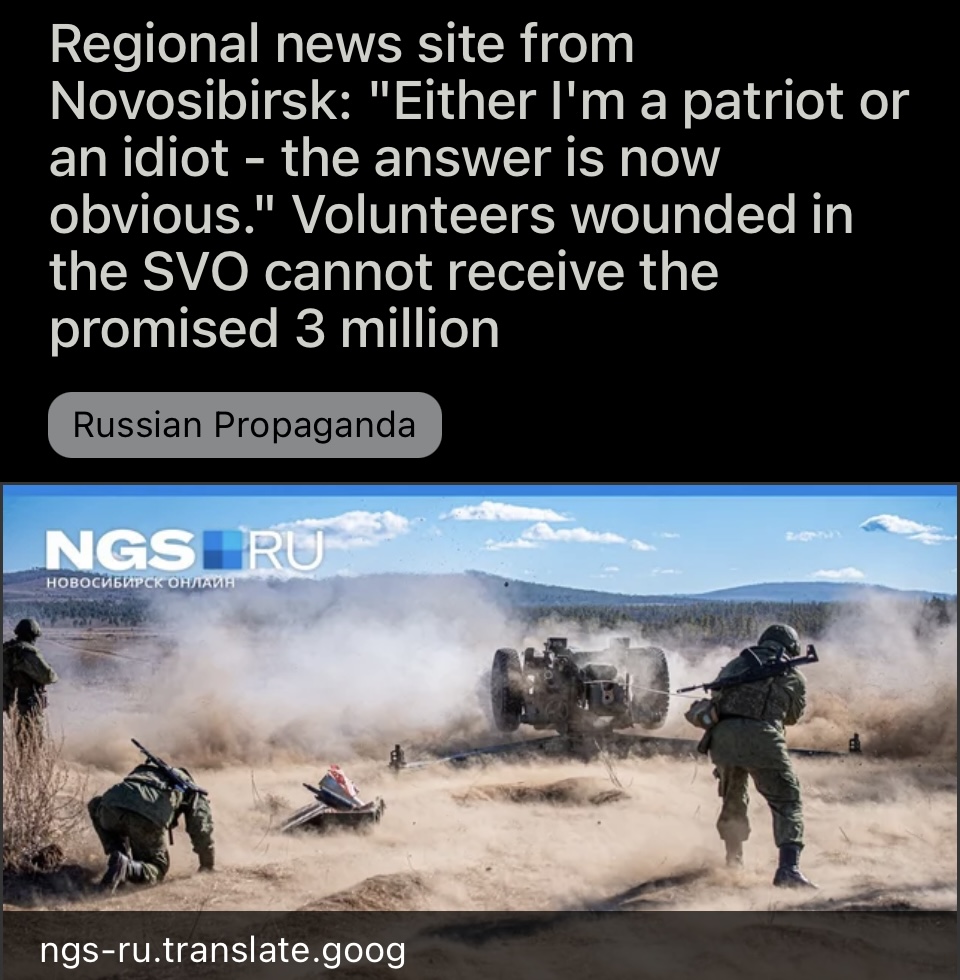 Regional news site from
Novosibirsk: "Either I'm a patriot or
an idiot - the answer is now
obvious." Volunteers wounded in
the SVO cannot receive the
promised 3 million
Russian Propaganda
NGS RU
НОВОСИБИРСК ОНЛАЙН
ngs-ru.translate.goog